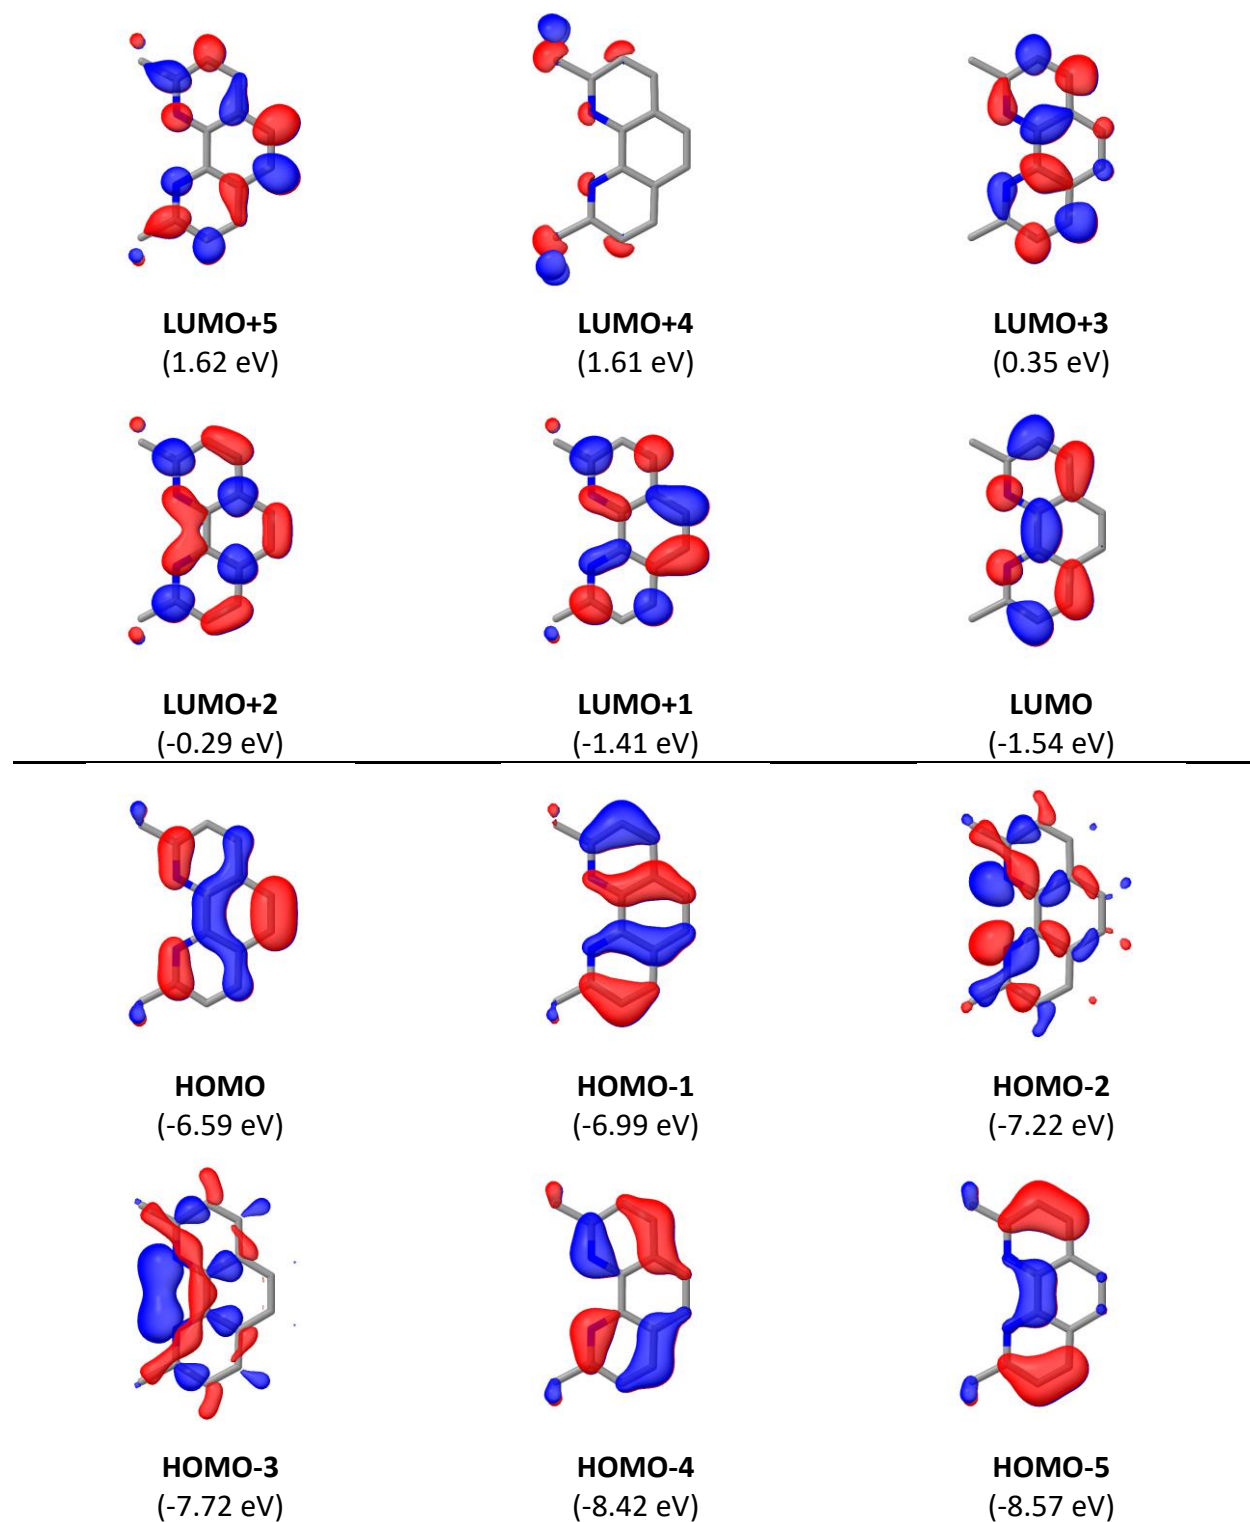 LUMO+5 LUMO+4 LUMO+3
(1.62 eV) (1.61 eV) (0.35 eV)
LUMO+2 LUMO+1 LUMO
(-0.29 eV) (-1.41 eV) (-1.54 eV)
HOMO HOMO-1 HOMO-2
(-6.59 eV) (-6.99 eV) (-7.22 eV)
HOMO-3 HOMO-4 HOMO-5
(-7.72 eV) (-8.42 eV) (-8.57 eV)